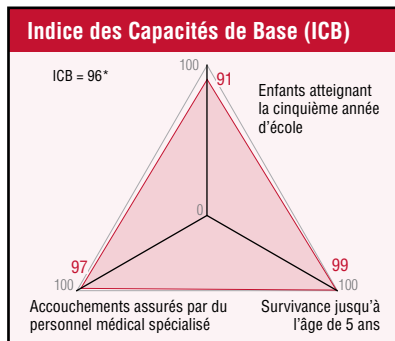 Indice des Capacités de Base (ICB)
ICB = 96*
100
91
Enfants atteignant
la cinquième année
d'école
0
97
99
100
100
Accouchements assurés par du
personnel médical spécialisé
Survivance jusqu'à
l'âge de 5 ans